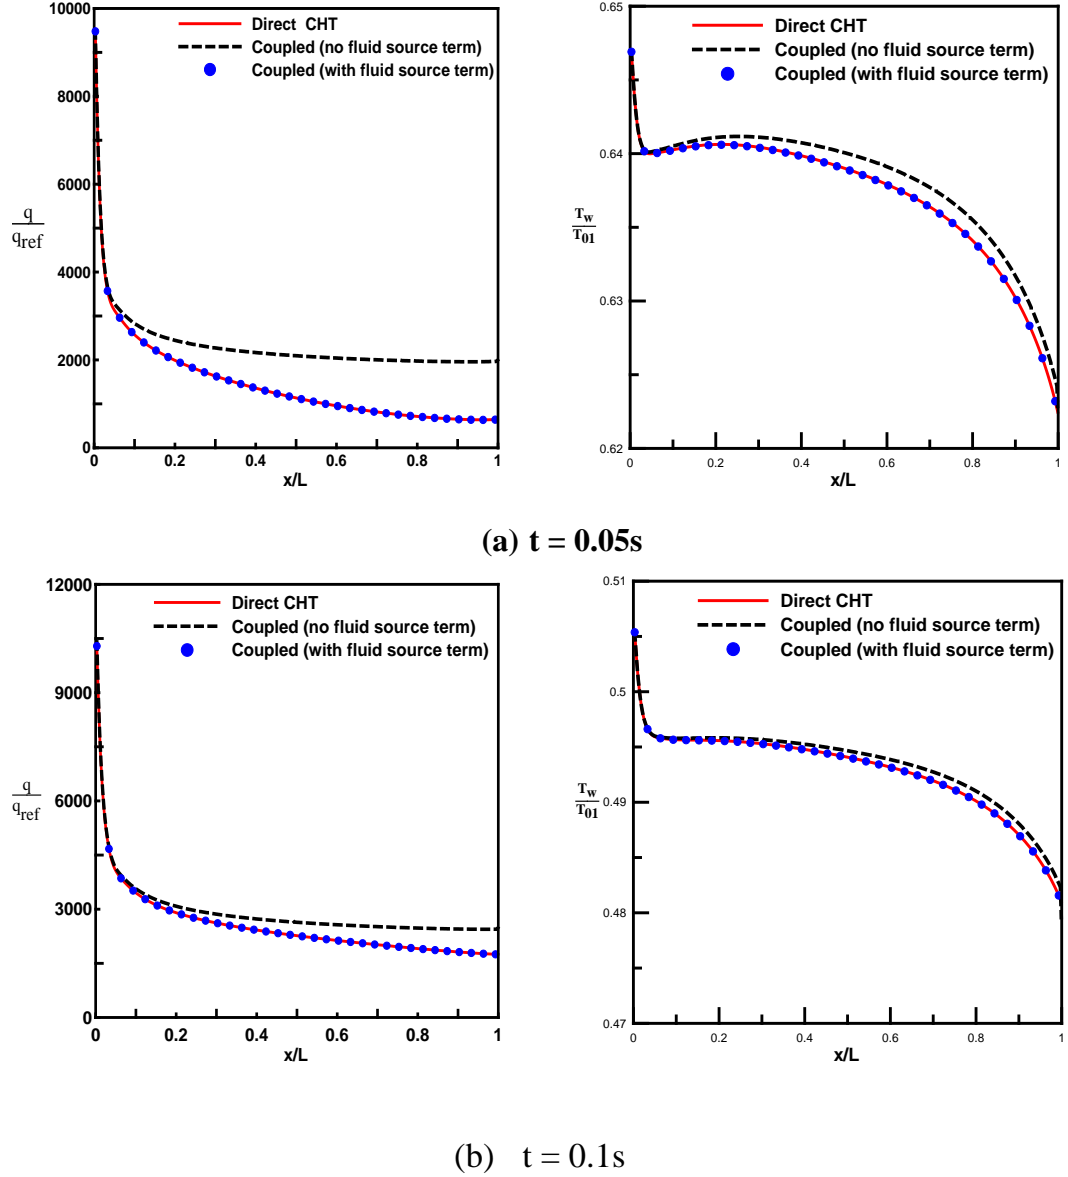 10000
8000
6000
4000
2000
0
q
q_ref
Direct CHT
Coupled (no fluid source term)
Coupled (with fluid source term)
0 0.2 0.4 0.6 0.8 1
x/L
0.65
0.64
0.63
0.62
T_w
T_01
Direct CHT
Coupled (no fluid source term)
Coupled (with fluid source term)
0 0.2 0.4 0.6 0.8 1
x/L
(a) t = 0.05s
12000
9000
6000
3000
0
q
q_ref
Direct CHT
Coupled (no fluid source term)
Coupled (with fluid source term)
0 0.2 0.4 0.6 0.8 1
x/L
0.51
0.5
0.49
0.48
0.47
T_w
T_01
Direct CHT
Coupled (no fluid source term)
Coupled (with fluid source term)
0 0.2 0.4 0.6 0.8 1
x/L
(b) t = 0.1s